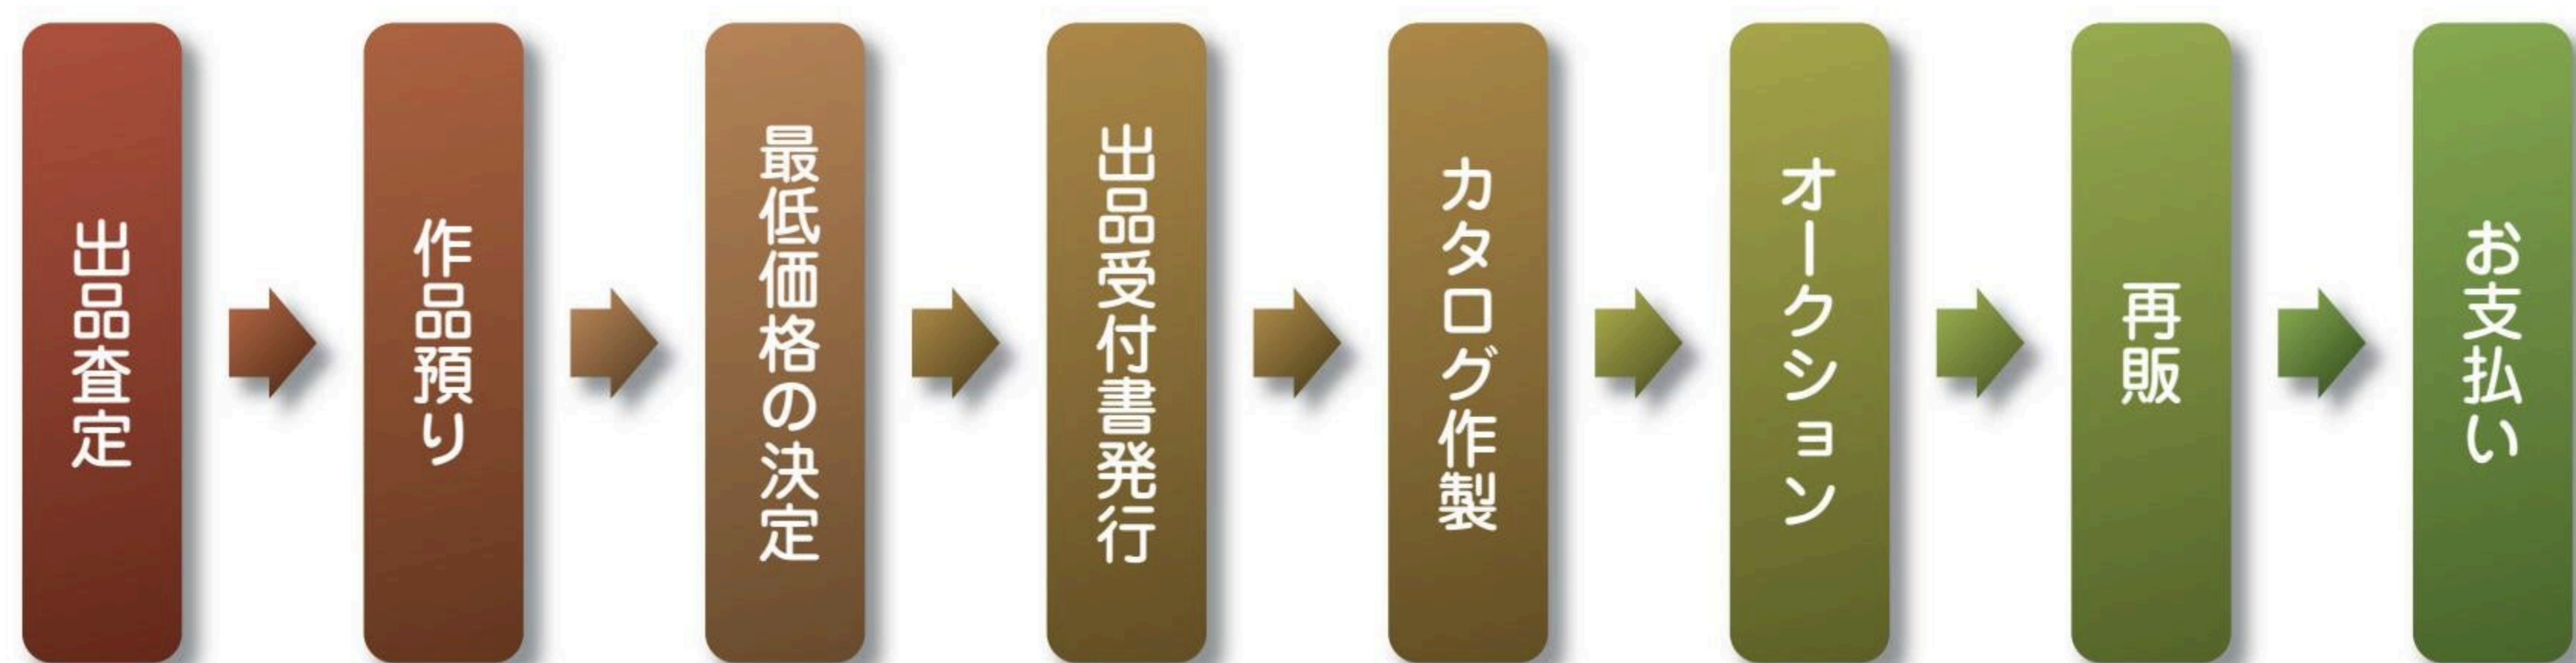 出品査定
作品預り
最低価格の決定
出品受付書発行
カタログ作製
オークション
再販
お支払い